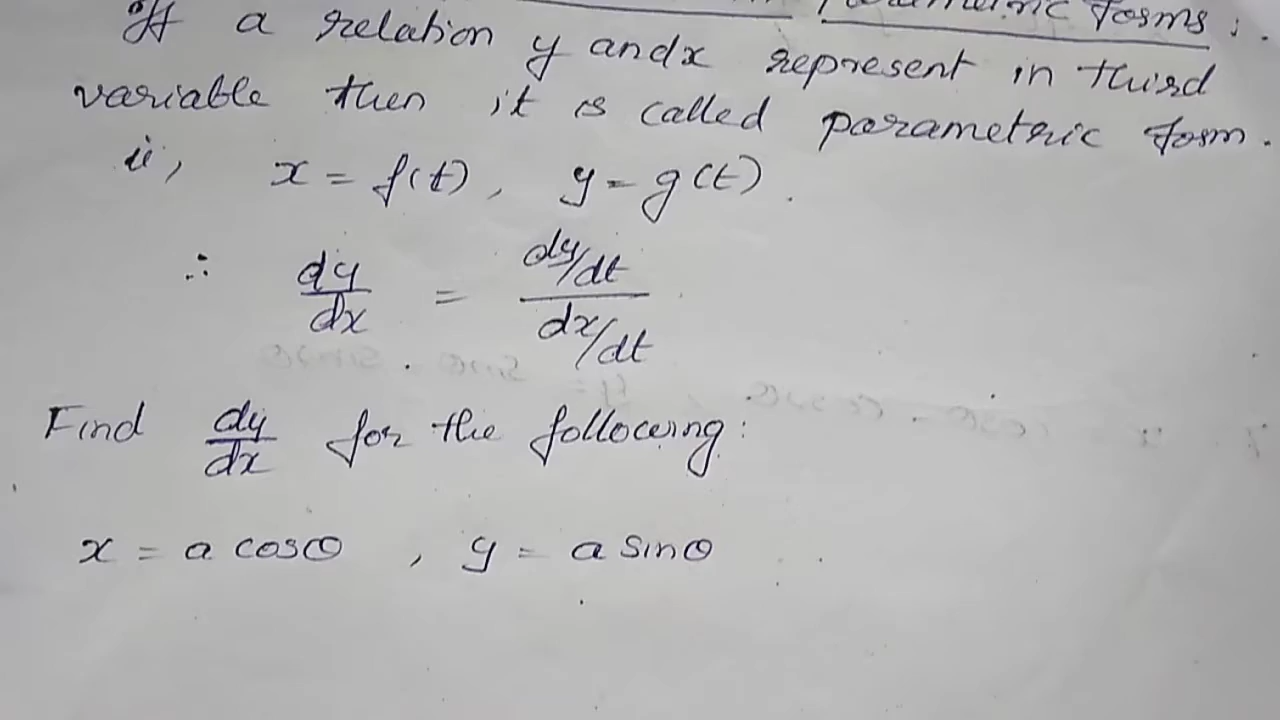 Parametric forms :.
If a relation y and x represent in third
variable then it is called parametric form.
ie, x = f(t), y = g(t).
∴ dy/dx = (dy/dt)/(dx/dt)
Find dy/dx for the following:
x = a cosθ , y = a sinθ